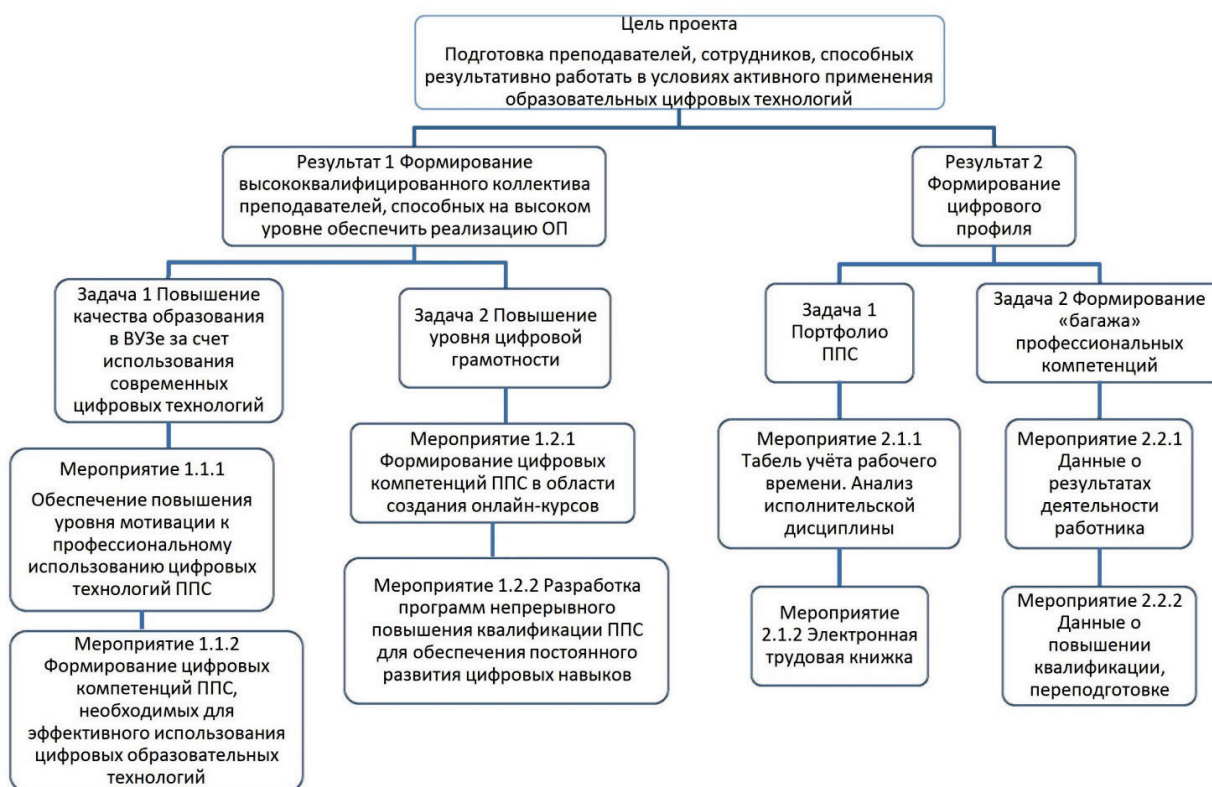 Цель проекта
Подготовка преподавателей, сотрудников, способных
результативно работать в условиях активного применения
образовательных цифровых технологий
Результат 1 Формирование
высококвалифицированного коллектива
преподавателей, способных на высоком
уровне обеспечить реализацию ОП
Результат 2
Формирование
цифрового
профиля
Задача 1 Повышение
качества образования
в ВУЗе за счет
использования
современных
цифровых технологий
Задача 2 Повышение
уровня цифровой
грамотности
Задача 1
Портфолио
ППС
Задача 2 Формирование
«багажа»
профессиональных
компетенций
Мероприятие 1.1.1
Обеспечение повышения
уровня мотивации к
профессиональному
использованию цифровых
технологий ППС
Мероприятие 1.2.1
Формирование цифровых
компетенций ППС в области
создания онлайн-курсов
Мероприятие 2.1.1
Табель учёта рабочего
времени. Анализ
исполнительской
дисциплины
Мероприятие 2.2.1
Данные о
результатах
деятельности
работника
Мероприятие 1.1.2
Формирование цифровых
компетенций ППС,
необходимых для
эффективного использования
цифровых образовательных
технологий
Мероприятие 1.2.2 Разработка
программ непрерывного
повышения квалификации ППС
для обеспечения постоянного
развития цифровых навыков
Мероприятие
2.1.2 Электронная
трудовая книжка
Мероприятие 2.2.2
Данные о
повышении
квалификации,
переподготовке